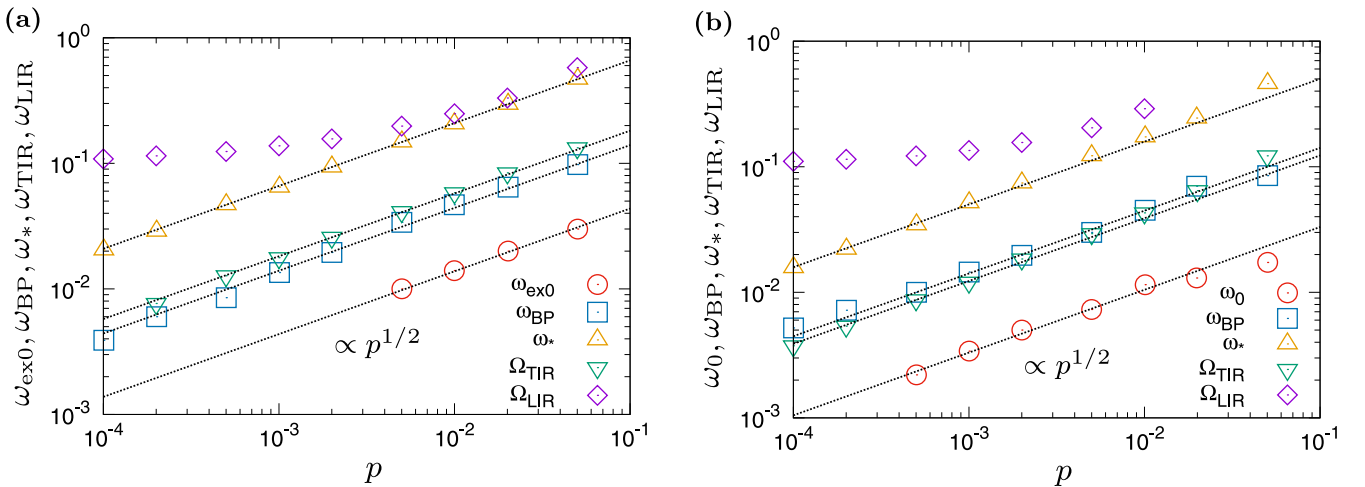 (a)
ω_ex0, ω_BP, ω_*, ω_TIR, ω_LIR
10^0
10^-1
10^-2
10^-3
ω_ex0
ω_BP
ω_*
Ω_TIR
Ω_LIR
∝ p^1/2
10^-4
10^-3
10^-2
10^-1
p
(b)
ω_0, ω_BP, ω_*, ω_TIR, ω_LIR
10^0
10^-1
10^-2
10^-3
ω_0
ω_BP
ω_*
Ω_TIR
Ω_LIR
∝ p^1/2
10^-4
10^-3
10^-2
10^-1
p